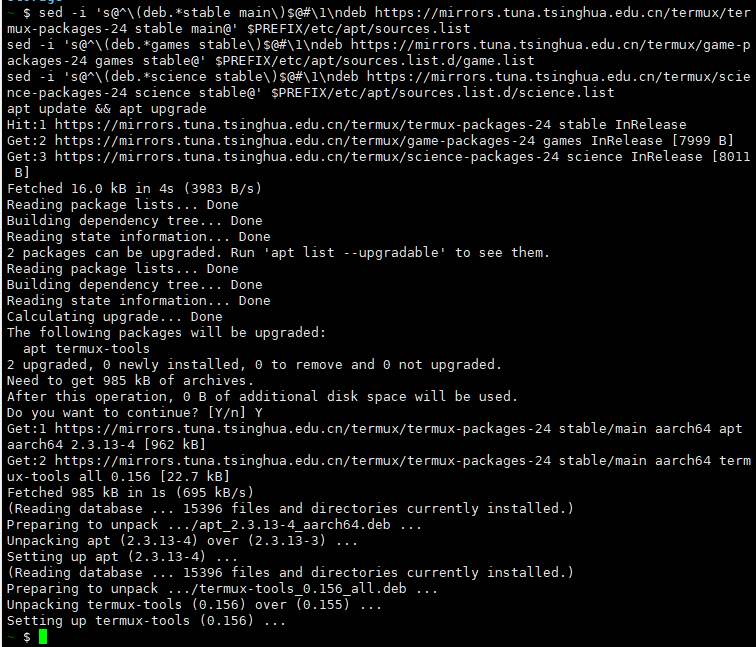 ~ $ sed -i 's@^\(deb.*stable main\)$@#\1\ndeb https://mirrors.tuna.tsinghua.edu.cn/termux/ter
mux-packages-24 stable main@' $PREFIX/etc/apt/sources.list
sed -i 's@^\(deb.*games stable\)$@#\1\ndeb https://mirrors.tuna.tsinghua.edu.cn/termux/game-p
ackages-24 games stable@' $PREFIX/etc/apt/sources.list.d/game.list
sed -i 's@^\(deb.*science stable\)$@#\1\ndeb https://mirrors.tuna.tsinghua.edu.cn/termux/scie
nce-packages-24 science stable@' $PREFIX/etc/apt/sources.list.d/science.list
apt update && apt upgrade
Hit:1 https://mirrors.tuna.tsinghua.edu.cn/termux/termux-packages-24 stable InRelease
Get:2 https://mirrors.tuna.tsinghua.edu.cn/termux/game-packages-24 games InRelease [7999 B]
Get:3 https://mirrors.tuna.tsinghua.edu.cn/termux/science-packages-24 science InRelease [8011
 B]
Fetched 16.0 kB in 4s (3983 B/s)
Reading package lists... Done
Building dependency tree... Done
Reading state information... Done
2 packages can be upgraded. Run 'apt list --upgradable' to see them.
Reading package lists... Done
Building dependency tree... Done
Reading state information... Done
Calculating upgrade... Done
The following packages will be upgraded:
  apt termux-tools
2 upgraded, 0 newly installed, 0 to remove and 0 not upgraded.
Need to get 985 kB of archives.
After this operation, 0 B of additional disk space will be used.
Do you want to continue? [Y/n] Y
Get:1 https://mirrors.tuna.tsinghua.edu.cn/termux/termux-packages-24 stable/main aarch64 apt
aarch64 2.3.13-4 [962 kB]
Get:2 https://mirrors.tuna.tsinghua.edu.cn/termux/termux-packages-24 stable/main aarch64 term
ux-tools all 0.156 [22.7 kB]
Fetched 985 kB in 1s (695 kB/s)
(Reading database ... 15396 files and directories currently installed.)
Preparing to unpack .../apt_2.3.13-4_aarch64.deb ...
Unpacking apt (2.3.13-4) over (2.3.13-3) ...
Setting up apt (2.3.13-4) ...
(Reading database ... 15396 files and directories currently installed.)
Preparing to unpack .../termux-tools_0.156_all.deb ...
Unpacking termux-tools (0.156) over (0.155) ...
Setting up termux-tools (0.156) ...
~ $